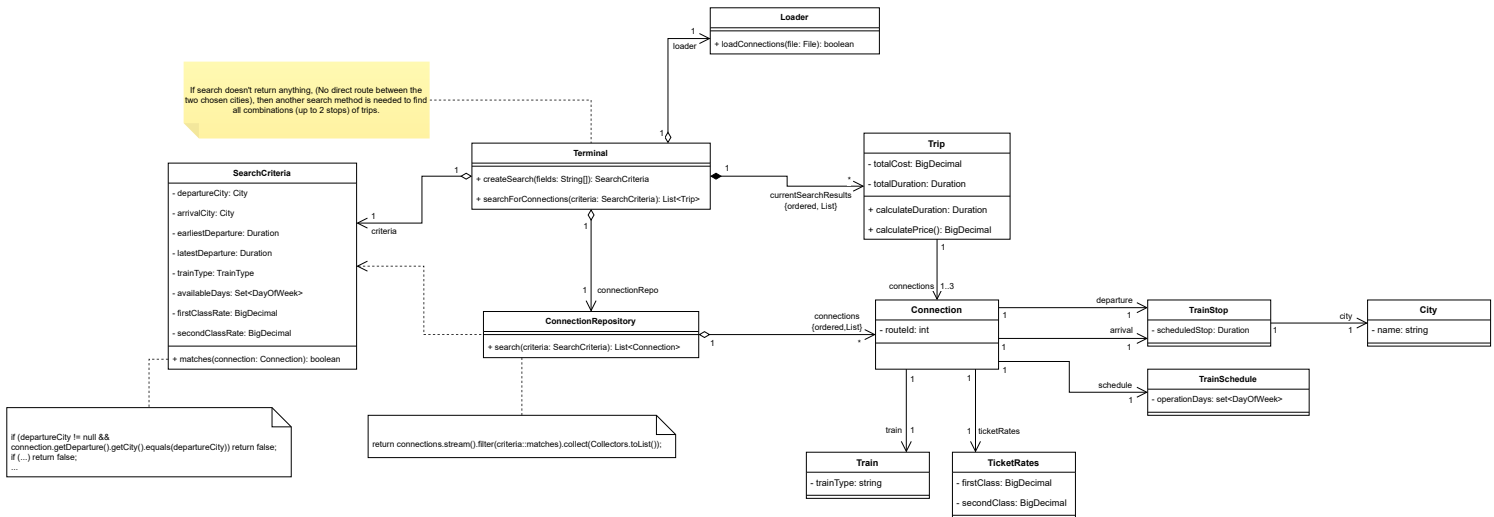 Loader
+ loadConnections(file: File): boolean
1
loader
If search doesn't return anything, (No direct route between the
two chosen cities), then another search method is needed to find
all combinations (up to 2 stops) of trips.
1
Terminal
+ createSearch(fields: String[]): SearchCriteria
+ searchForConnections(criteria: SearchCriteria): List<Trip>
1
1
1
*
currentSearchResults
{ordered, List}
Trip
- totalCost: BigDecimal
- totalDuration: Duration
+ calculateDuration: Duration
+ calculatePrice(): BigDecimal
SearchCriteria
- departureCity: City
- arrivalCity: City
- earliestDeparture: Duration
- latestDeparture: Duration
- trainType: TrainType
- availableDays: Set<DayOfWeek>
- firstClassRate: BigDecimal
- secondClassRate: BigDecimal
+ matches(connection: Connection): boolean
1
criteria
1
connectionRepo
1
connections
1..3
ConnectionRepository
+ search(criteria: SearchCriteria): List<Connection>
1
connections
{ordered,List}
*
Connection
- routeId: int
1
departure
1
1
arrival
1
TrainStop
- scheduledStop: Duration
1
city
1
City
- name: string
1
schedule
1
TrainSchedule
- operationDays: set<DayOfWeek>
1
1
train
1
1
ticketRates
Train
- trainType: string
TicketRates
- firstClass: BigDecimal
- secondClass: BigDecimal
if (departureCity != null &&
connection.getDeparture().getCity().equals(departureCity)) return false;
if (...) return false;
...
return connections.stream().filter(criteria::matches).collect(Collectors.toList());